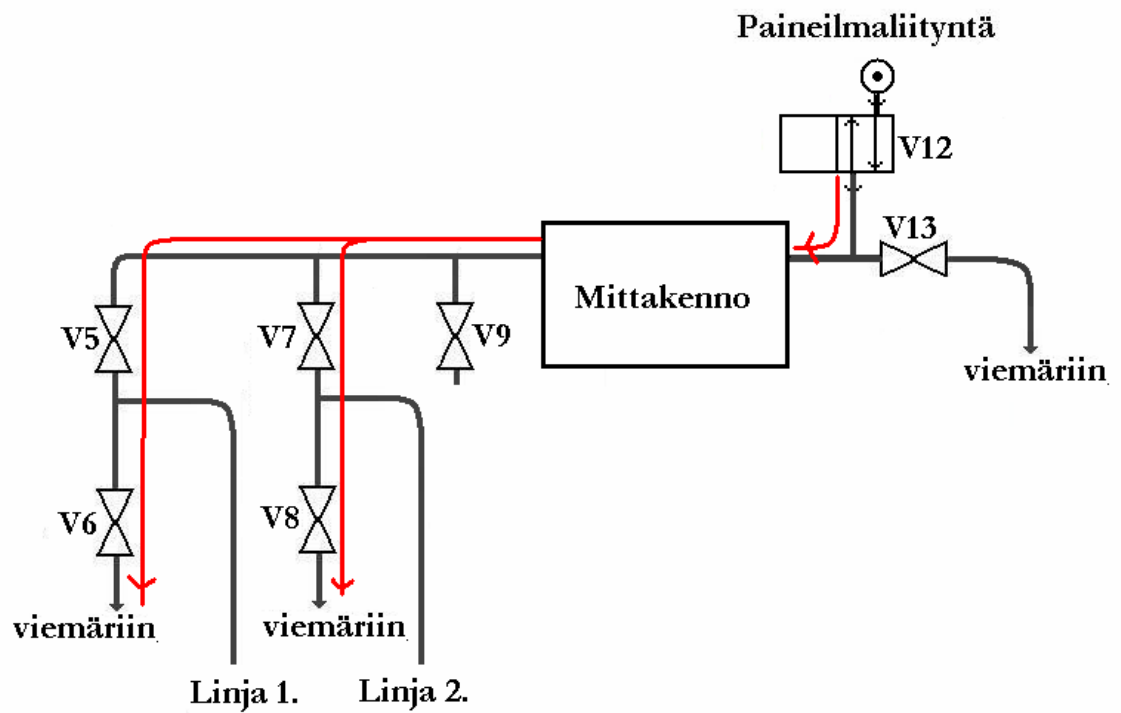 Paineilmaliityntä
V12
V13
Mittakenno
V5
V7
V9
viemäriin
V6
V8
viemäriin
viemäriin
Linja 1.
Linja 2.